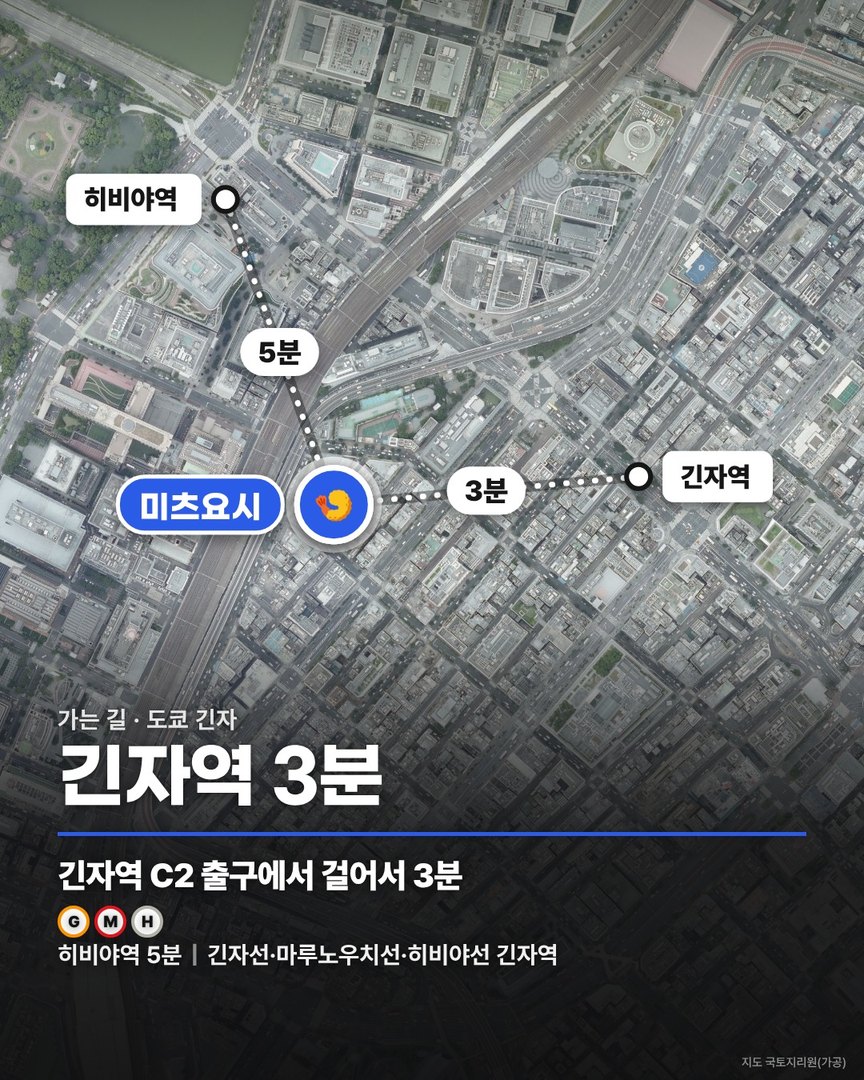 히비야역
5분
미츠요시
3분
긴자역
가는 길 · 도쿄 긴자
긴자역 3분
긴자역 C2 출구에서 걸어서 3분
G M H
히비야역 5분 | 긴자선·마루노우치선·히비야선 긴자역
지도 국토지리원(가공)